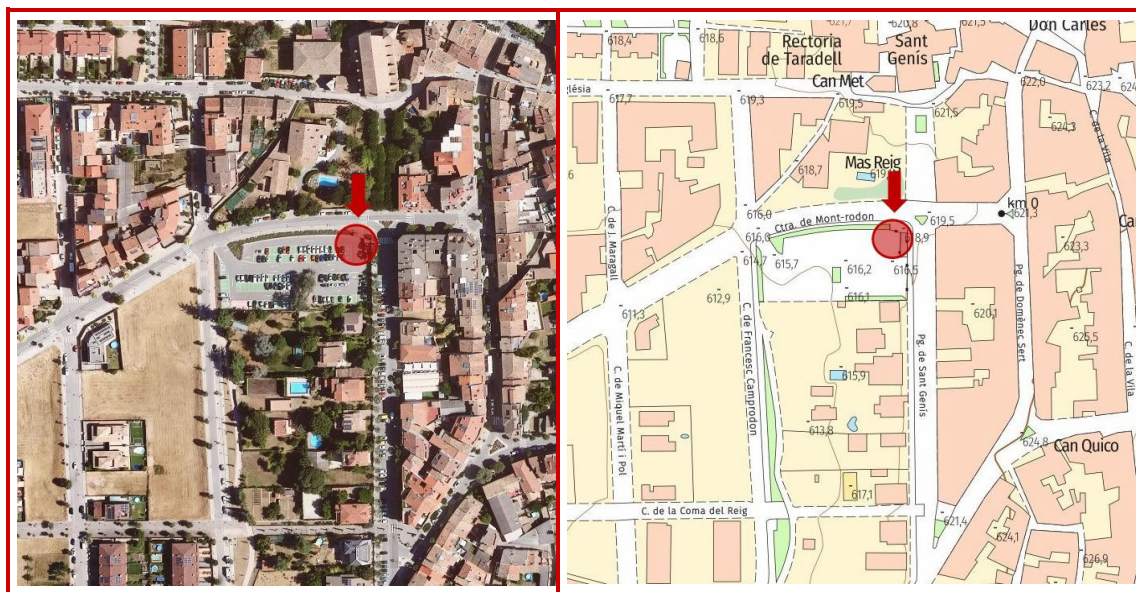 621,7
620,8
621,5
Don Carles
618,4
618,6
Rectoria
de Taradell
Sant
Genís
Can Met
622,0
623,2
glésia
617,7
619,3
619,5
621,5
624,3
C. de la Vila
Mas Reig
618,7
km 0
621,3
616,0
Ctra. de Mont-rodon
619,5
616,0
618,9
614,7
615,7
616,2
616,5
623,3
C. de J. Maragall
612,9
616,1
611,3
620,1
Pg. de Domènec Sert
625,5
C. de Francesc Camprodon
Pg. de Sant Genís
C. de la Vila
C. de Miquel Martí i Pol
615,9
613,8
624,8
Can Quico
617,1
C. de la Coma del Reig
621,4
624,1
626,9